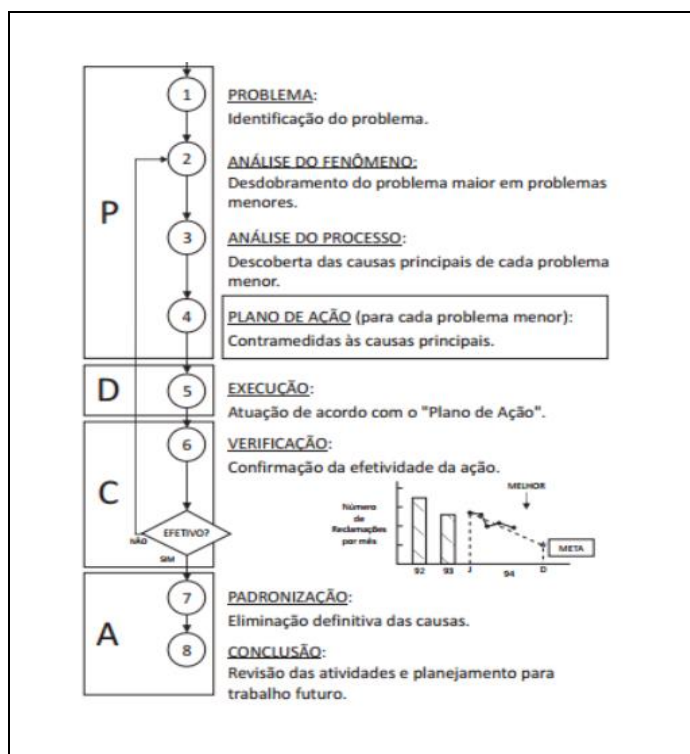 P
1
PROBLEMA:
Identificação do problema.
2
ANÁLISE DO FENÔMENO:
Desdobramento do problema maior em problemas
menores.
3
ANÁLISE DO PROCESSO:
Descoberta das causas principais de cada problema
menor.
4
PLANO DE AÇÃO (para cada problema menor):
Contramedidas às causas principais.
D
5
EXECUÇÃO:
Atuação de acordo com o "Plano de Ação".
C
6
VERIFICAÇÃO:
Confirmação da efetividade da ação.
EFETIVO?
NÃO
SIM
Número
de
Reclamações
por mês
MELHOR
META
92 93 J 94 D
A
7
PADRONIZAÇÃO:
Eliminação definitiva das causas.
8
CONCLUSÃO:
Revisão das atividades e planejamento para
trabalho futuro.